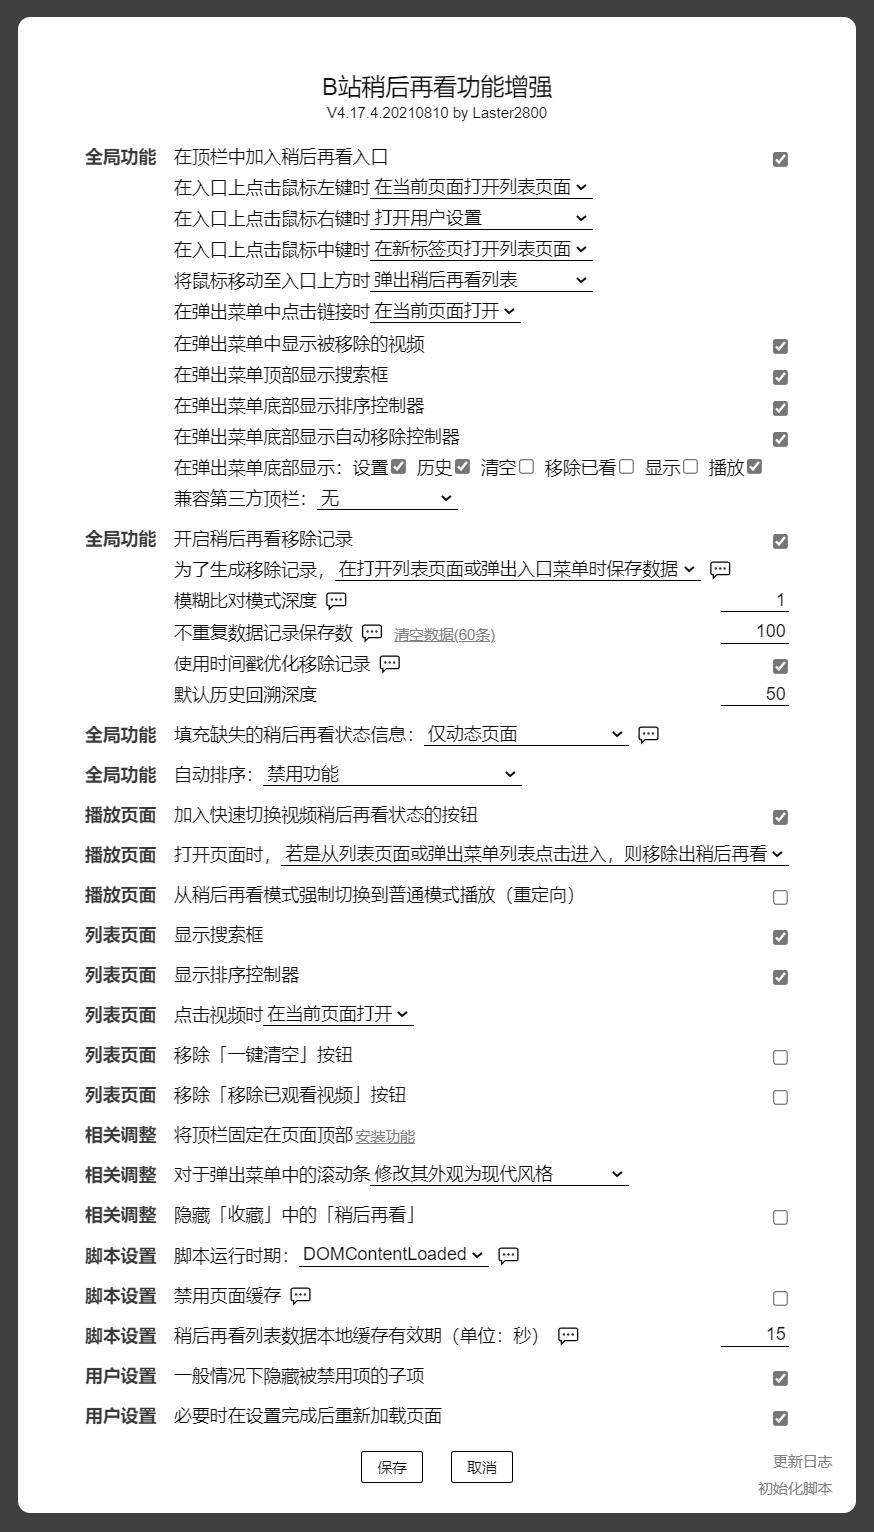 B站稍后再看功能增强
V4.17.4.20210810 by Laster2800
全局功能 在顶栏中加入稍后再看入口
在入口上点击鼠标左键时 在当前页面打开列表页面
在入口上点击鼠标右键时 打开用户设置
在入口上点击鼠标中键时 在新标签页打开列表页面
将鼠标移动至入口上方时 弹出稍后再看列表
在弹出菜单中点击链接时 在当前页面打开
在弹出菜单中显示被移除的视频
在弹出菜单顶部显示搜索框
在弹出菜单底部显示排序控制器
在弹出菜单底部显示自动移除控制器
在弹出菜单底部显示：设置 历史 清空 移除已看 显示 播放
兼容第三方顶栏：无
全局功能 开启稍后再看移除记录
为了生成移除记录，在打开列表页面或弹出入口菜单时保存数据
模糊比对模式深度 1
不重复数据记录保存数 清空数据(60条) 100
使用时间戳优化移除记录
默认历史回溯深度 50
全局功能 填充缺失的稍后再看状态信息：仅动态页面
全局功能 自动排序：禁用功能
播放页面 加入快速切换视频稍后再看状态的按钮
播放页面 打开页面时，若是从列表页面或弹出菜单列表点击进入，则移除出稍后再看
播放页面 从稍后再看模式强制切换到普通模式播放（重定向）
列表页面 显示搜索框
列表页面 显示排序控制器
列表页面 点击视频时 在当前页面打开
列表页面 移除「一键清空」按钮
列表页面 移除「移除已观看视频」按钮
相关调整 将顶栏固定在页面顶部 安装功能
相关调整 对于弹出菜单中的滚动条 修改其外观为现代风格
相关调整 隐藏「收藏」中的「稍后再看」
脚本设置 脚本运行时期：DOMContentLoaded
脚本设置 禁用页面缓存
脚本设置 稍后再看列表数据本地缓存有效期（单位：秒） 15
用户设置 一般情况下隐藏被禁用项的子项
用户设置 必要时在设置完成后重新加载页面
保存 取消
更新日志
初始化脚本